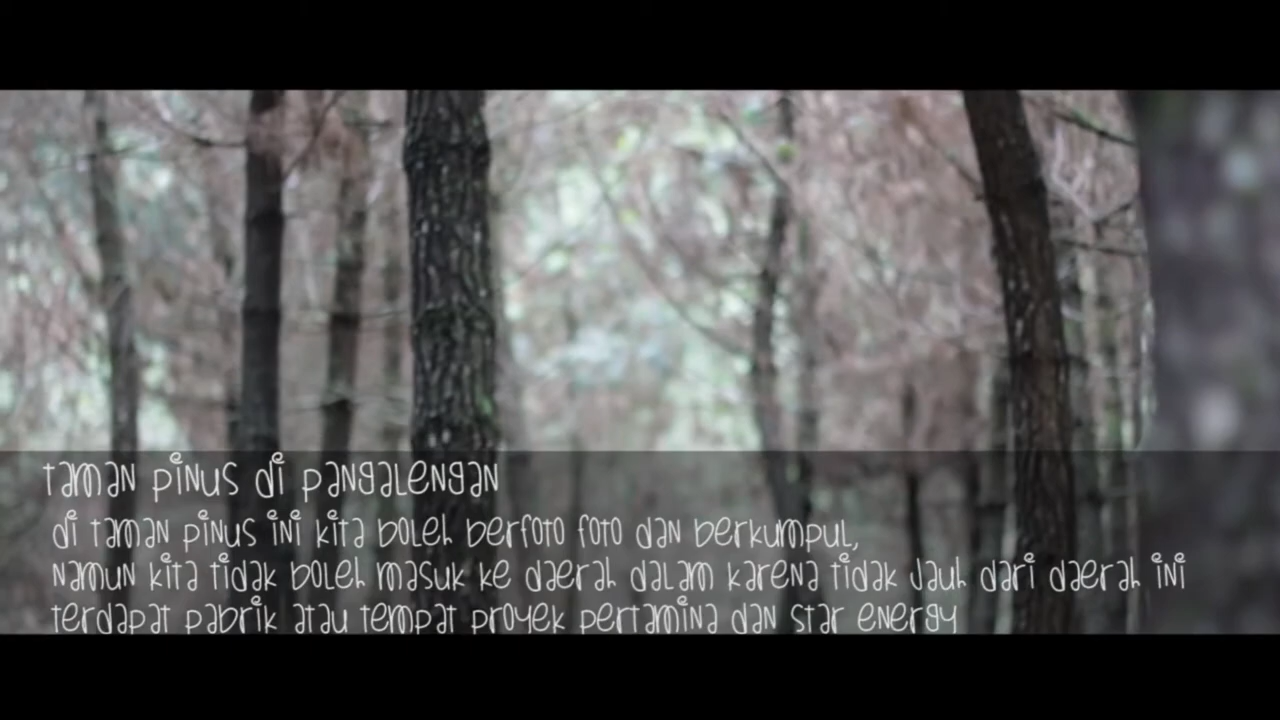 taman pinus di pangalengan
di taman pinus ini kita boleh berfoto foto dan berkumpul,
namun kita tidak boleh masuk ke daerah dalam karena tidak jauh dari daerah ini
terdapat pabrik atau tempat proyek pertamina dan star energy